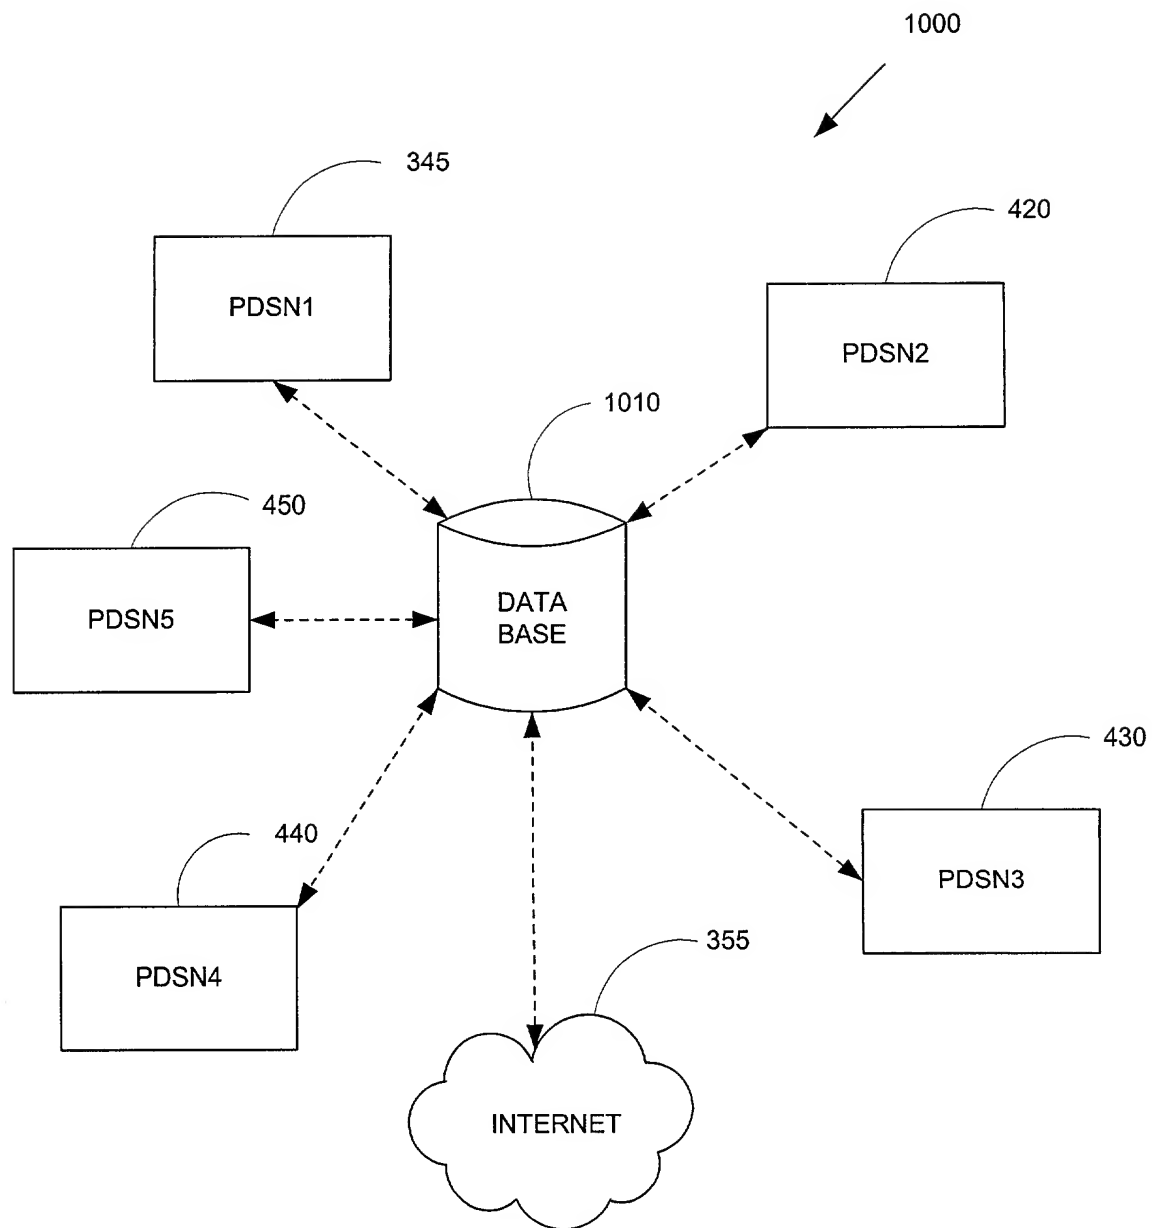 1000
345
420
PDSN1
PDSN2
1010
450
DATA
BASE
PDSN5
430
440
PDSN3
355
PDSN4
INTERNET